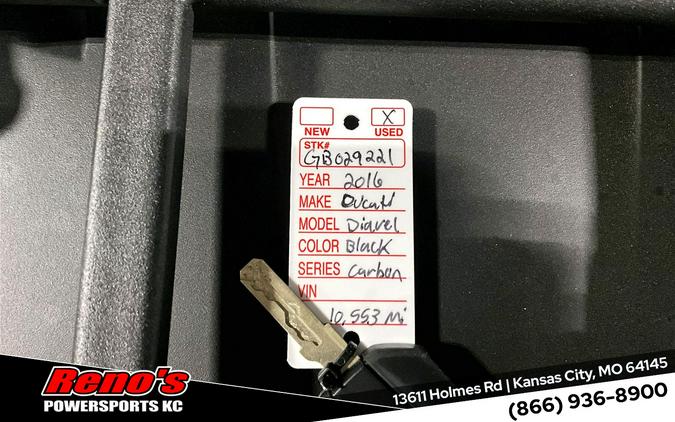 X
NEW USED
STK#
GB029221
YEAR 2016
MAKE Ducati
MODEL Diavel
COLOR Black
SERIES Carbon
VIN
10,553 Mi
Reno's
POWERSPORTS KC
13611 Holmes Rd | Kansas City, MO 64145
(866) 936-8900